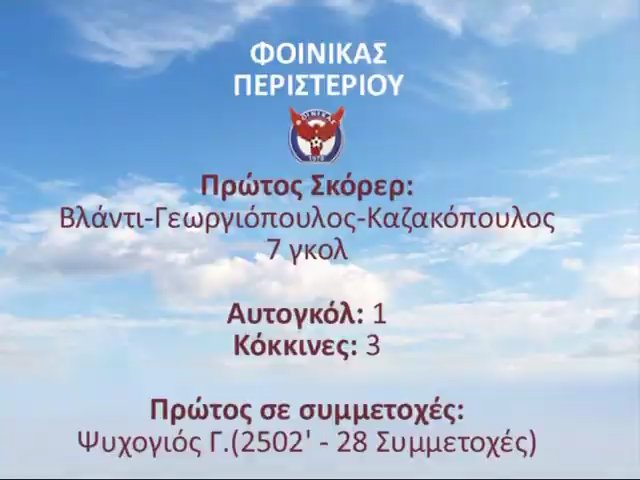 ΦΟΙΝΙΚΑΣ
ΠΕΡΙΣΤΕΡΙΟΥ
Πρώτος Σκόρερ:
Βλάντι-Γεωργιόπουλος-Καζακόπουλος
7 γκολ
Αυτογκόλ: 1
Κόκκινες: 3
Πρώτος σε συμμετοχές:
Ψυχογιός Γ.(2502' - 28 Συμμετοχές)